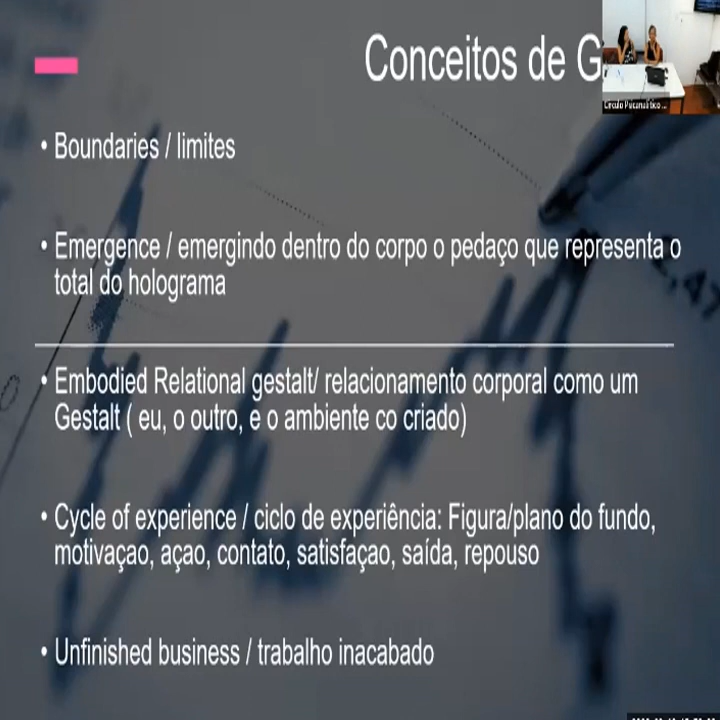 Conceitos de G
Círculo Psicanalítico ...
• Boundaries / limites
• Emergence / emergindo dentro do corpo o pedaço que representa o
total do holograma
• Embodied Relational gestalt/ relacionamento corporal como um
Gestalt ( eu, o outro, e o ambiente co criado)
• Cycle of experience / ciclo de experiência: Figura/plano do fundo,
motivaçao, açao, contato, satisfaçao, saída, repouso
• Unfinished business / trabalho inacabado